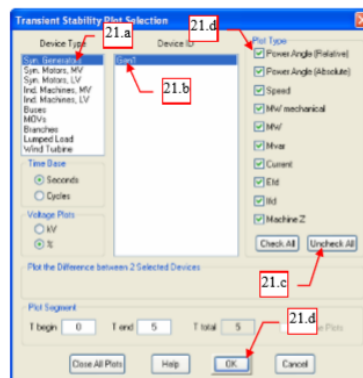 Transient Stability Plot Selection
21.a
21.d
Device Type
Device ID
Plot Type
Syn. Generators
Syn. Motors, MV
Syn. Motors, LV
Ind. Machines, MV
Ind. Machines, LV
Buses
MOVs
Branches
Lumped Load
Wind Turbine
Gen1
21.b
Power Angle (Relative)
Power Angle (Absolute)
Speed
MW mechanical
MW
Mvar
Current
Efd
Ifd
Machine Z
Time Base
Seconds
Cycles
Voltage Plots
kV
%
Check All
Uncheck All
Plot the Difference between 2 Selected Devices
21.c
Plot Segment
21.d
T begin 0 T end 5 T total 5 Plots
Close All Plots Help OK Cancel